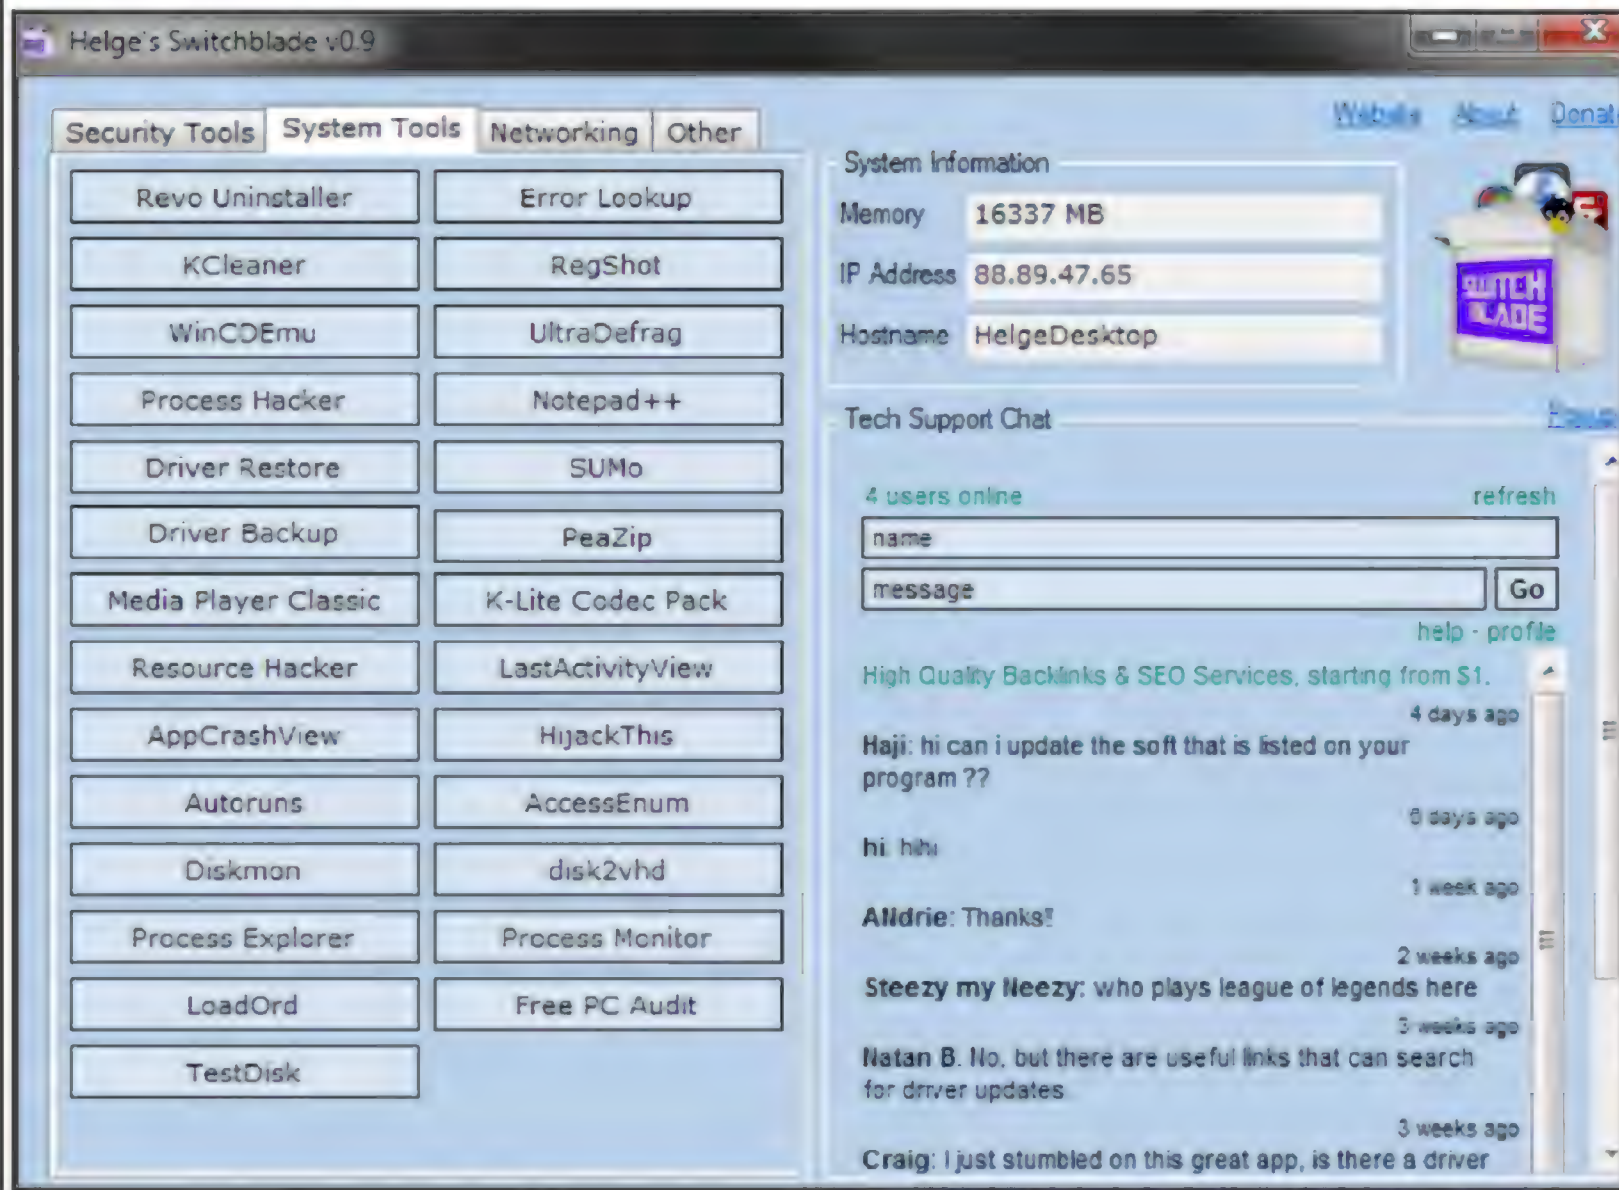 Helge's Switchblade v0.9
Website About Donat
Security Tools System Tools Networking Other
Revo Uninstaller Error Lookup
KCleaner RegShot
WinCDEmu UltraDefrag
Process Hacker Notepad++
Driver Restore SUMo
Driver Backup PeaZip
Media Player Classic K-Lite Codec Pack
Resource Hacker LastActivityView
AppCrashView HijackThis
Autoruns AccessEnum
Diskmon disk2vhd
Process Explorer Process Monitor
LoadOrd Free PC Audit
TestDisk
System Information
Memory 16337 MB
IP Address 88.89.47.65
Hostname HelgeDesktop
SWITCH
BLADE
Tech Support Chat
4 users online refresh
name
message Go
help - profile
High Quality Backlinks & SEO Services, starting from $1.
4 days ago
Haji: hi can i update the soft that is listed on your
program ??
6 days ago
hi: hihi
1 week ago
ANdrie: Thanks!!
2 weeks ago
Steezy my Neezy: who plays league of legends here
3 weeks ago
Natan B: No, but there are useful links that can search
for driver updates.
3 weeks ago
Craig: I just stumbled on this great app, is there a driver